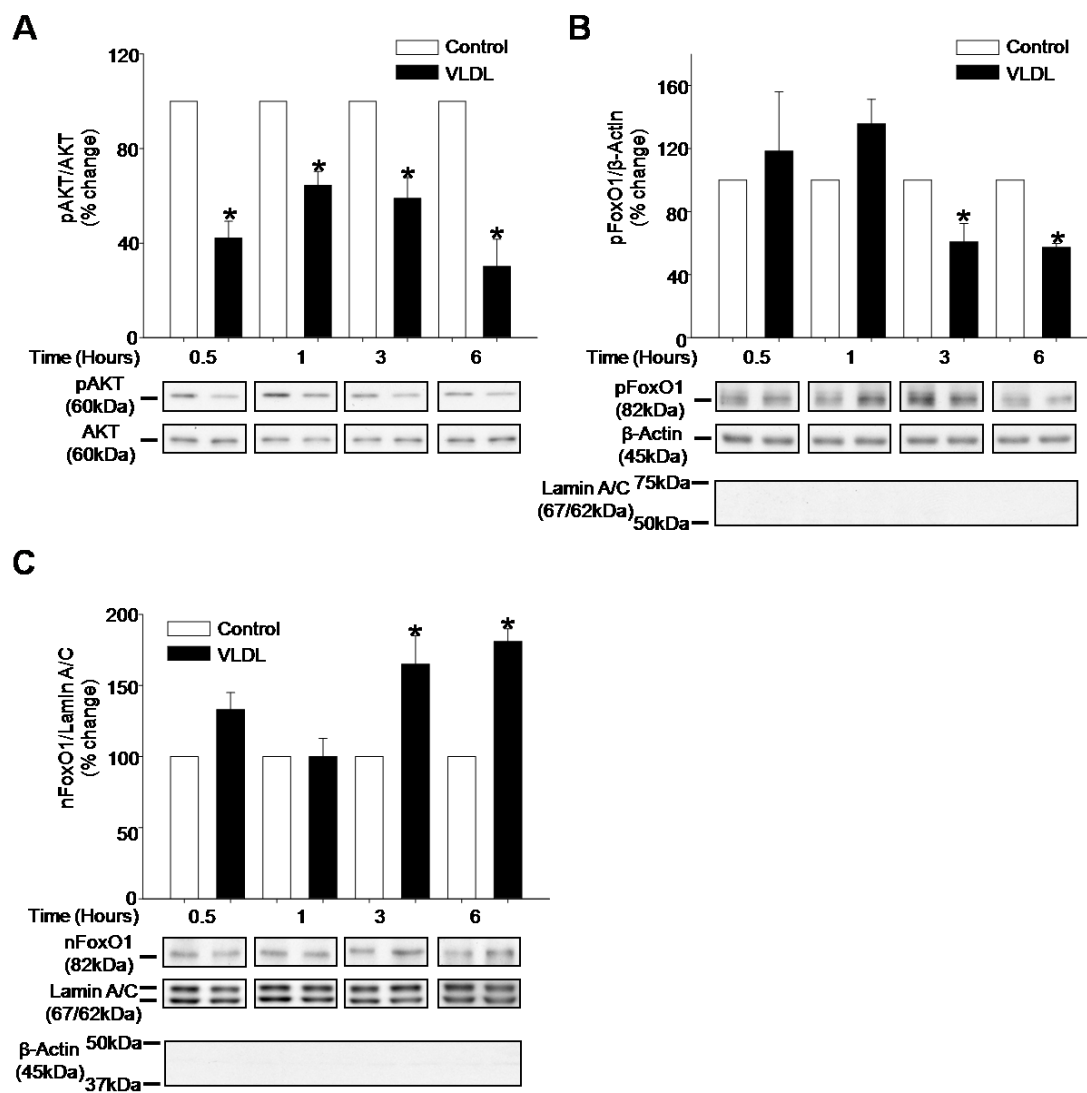 A
120
80
40
0
pAKT/AKT
(% change)
Control
VLDL
*
*
*
*
Time (Hours) 0.5 1 3 6
pAKT
(60kDa)
AKT
(60kDa)
B
160
120
80
40
0
pFoxO1/β-Actin
(% change)
Control
VLDL
*
*
Time (Hours) 0.5 1 3 6
pFoxO1
(82kDa)
β-Actin
(45kDa)
75kDa
Lamin A/C
(67/62kDa)
50kDa
C
200
150
100
50
0
nFoxO1/Lamin A/C
(% change)
Control
VLDL
*
*
Time (Hours) 0.5 1 3 6
nFoxO1
(82kDa)
Lamin A/C
(67/62kDa)
50kDa
β-Actin
(45kDa)
37kDa